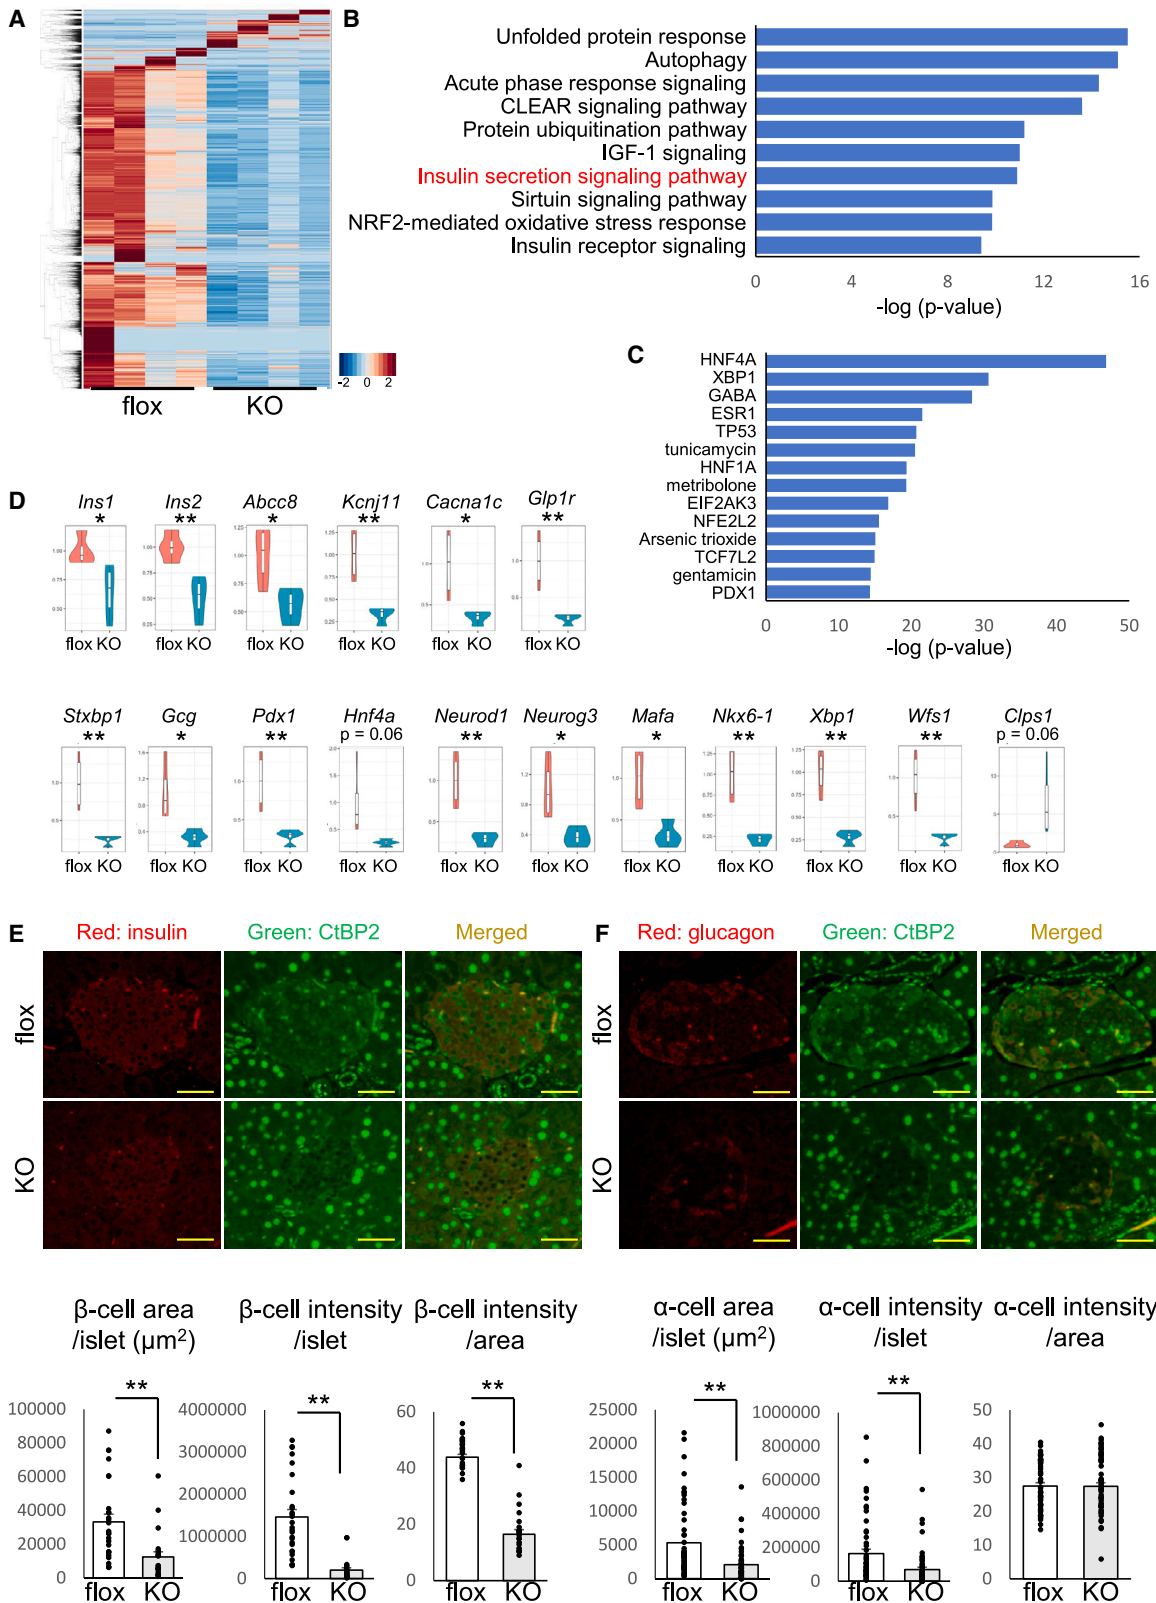 A
flox
KO
-2
0
2
B
Unfolded protein response
Autophagy
Acute phase response signaling
CLEAR signaling pathway
Protein ubiquitination pathway
IGF-1 signaling
Insulin secretion signaling pathway
Sirtuin signaling pathway
NRF2-mediated oxidative stress response
Insulin receptor signaling
0 4 8 12 16
-log (p-value)
C
HNF4A
XBP1
GABA
ESR1
TP53
tunicamycin
HNF1A
metribolone
EIF2AK3
NFE2L2
Arsenic trioxide
TCF7L2
gentamicin
PDX1
0 10 20 30 40 50
-log (p-value)
D
Ins1 Ins2 Abcc8 Kcnj11 Cacna1c Glp1r
* ** * ** * **
flox KO flox KO flox KO flox KO flox KO flox KO
Stxbp1 Gcg Pdx1 Hnf4a Neurod1 Neurog3 Mafa Nkx6-1 Xbp1 Wfs1 Clps1
** * ** p = 0.06 ** * * ** ** ** p = 0.06
flox KO flox KO flox KO flox KO flox KO flox KO flox KO flox KO flox KO flox KO flox KO
E
Red: insulin Green: CtBP2 Merged
flox
KO
F
Red: glucagon Green: CtBP2 Merged
flox
KO
β-cell area
/islet (µm²)
**
100000
80000
60000
40000
20000
0
flox KO
β-cell intensity
/islet
**
4000000
3000000
2000000
1000000
0
flox KO
β-cell intensity
/area
**
60
40
20
0
flox KO
α-cell area
/islet (µm²)
**
25000
20000
15000
10000
5000
0
flox KO
α-cell intensity
/islet
**
1000000
800000
600000
400000
200000
0
flox KO
α-cell intensity
/area
50
40
30
20
10
0
flox KO